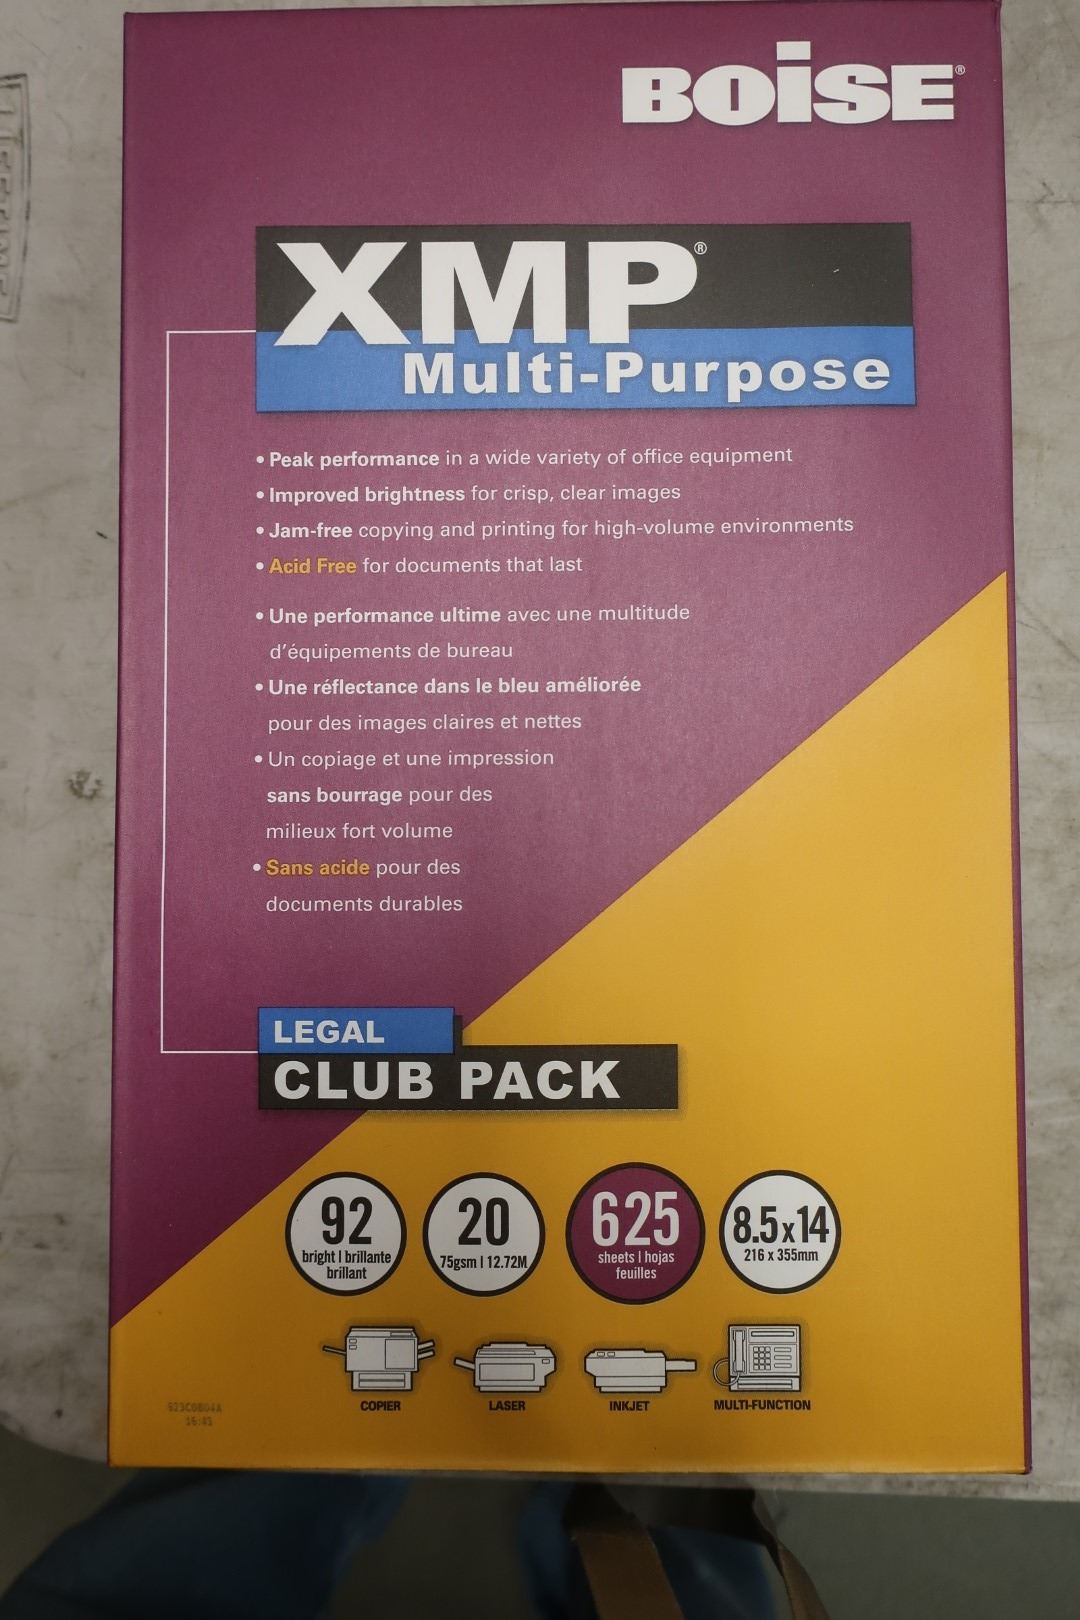 BOiSE®
XMP®
Multi-Purpose
• Peak performance in a wide variety of office equipment
• Improved brightness for crisp, clear images
• Jam-free copying and printing for high-volume environments
• Acid Free for documents that last
• Une performance ultime avec une multitude
d'équipements de bureau
• Une réflectance dans le bleu améliorée
pour des images claires et nettes
• Un copiage et une impression
sans bourrage pour des
milieux fort volume
• Sans acide pour des
documents durables
LEGAL
CLUB PACK
92
bright | brillante
brillant
20
75gsm | 12.72M
625
sheets | hojas
feuilles
8.5x14
216 x 355mm
COPIER
LASER
INKJET
MULTI-FUNCTION
16:43